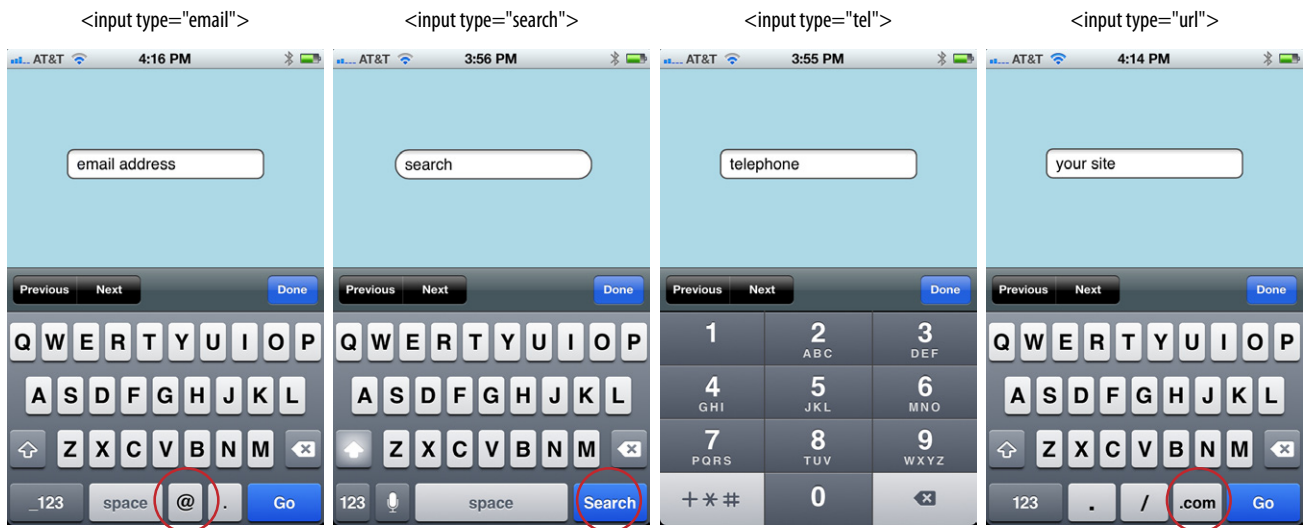 <input type="email">
AT&T 4:16 PM
email address
Previous Next Done
Q W E R T Y U I O P
A S D F G H J K L
Z X C V B N M
_123 space @ . Go
<input type="search">
AT&T 3:56 PM
search
Previous Next Done
Q W E R T Y U I O P
A S D F G H J K L
Z X C V B N M
123 space Search
<input type="tel">
AT&T 3:55 PM
telephone
Previous Next Done
1 2 3
ABC DEF
4 5 6
GHI JKL MNO
7 8 9
PQRS TUV WXYZ
+*# 0
<input type="url">
AT&T 4:14 PM
your site
Previous Next Done
Q W E R T Y U I O P
A S D F G H J K L
Z X C V B N M
123 . / .com Go